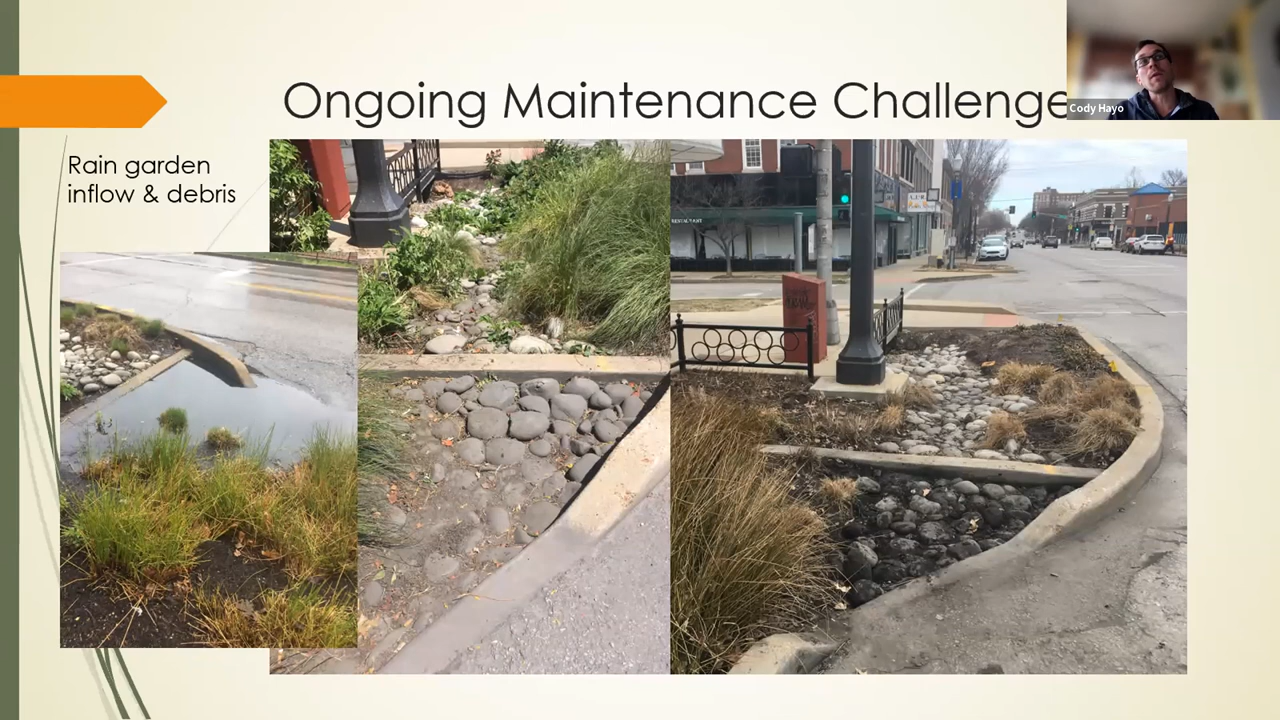 Ongoing Maintenance Challenge
Cody Hayo
Rain garden
inflow & debris